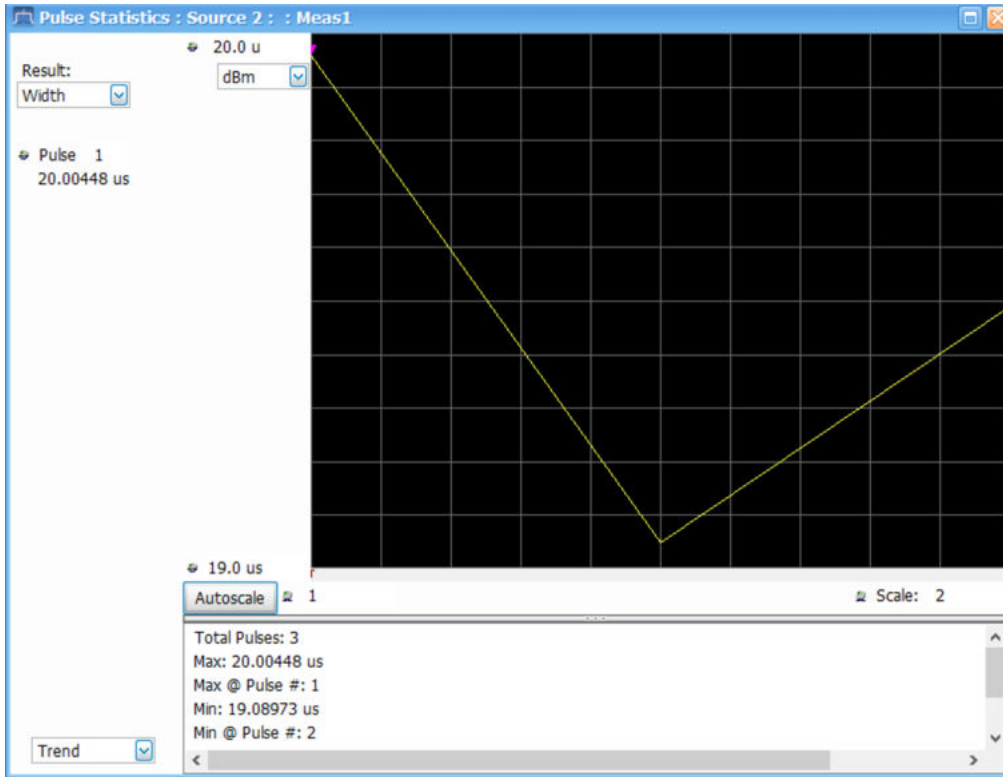 Pulse Statistics : Source 2 : : Meas1
20.0 u
Result:
dBm
Width
Pulse 1
20.00448 us
19.0 us
Autoscale 1 Scale: 2
Total Pulses: 3
Max: 20.00448 us
Max @ Pulse #: 1
Min: 19.08973 us
Min @ Pulse #: 2
Trend